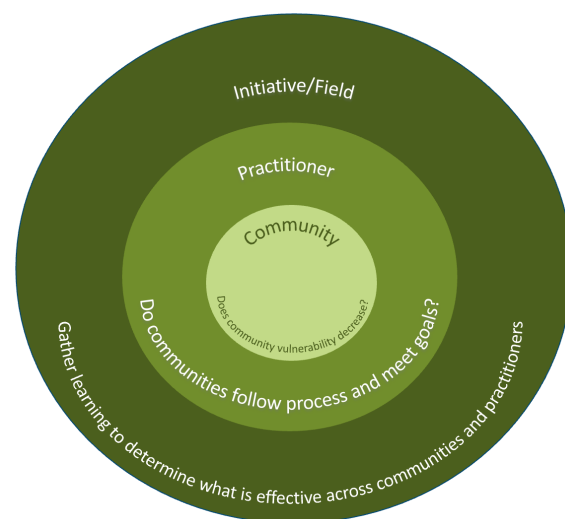 Initiative/Field
Practitioner
Community
Does community vulnerability decrease?
Do communities follow process and meet goals?
Gather learning to determine what is effective across communities and practitioners